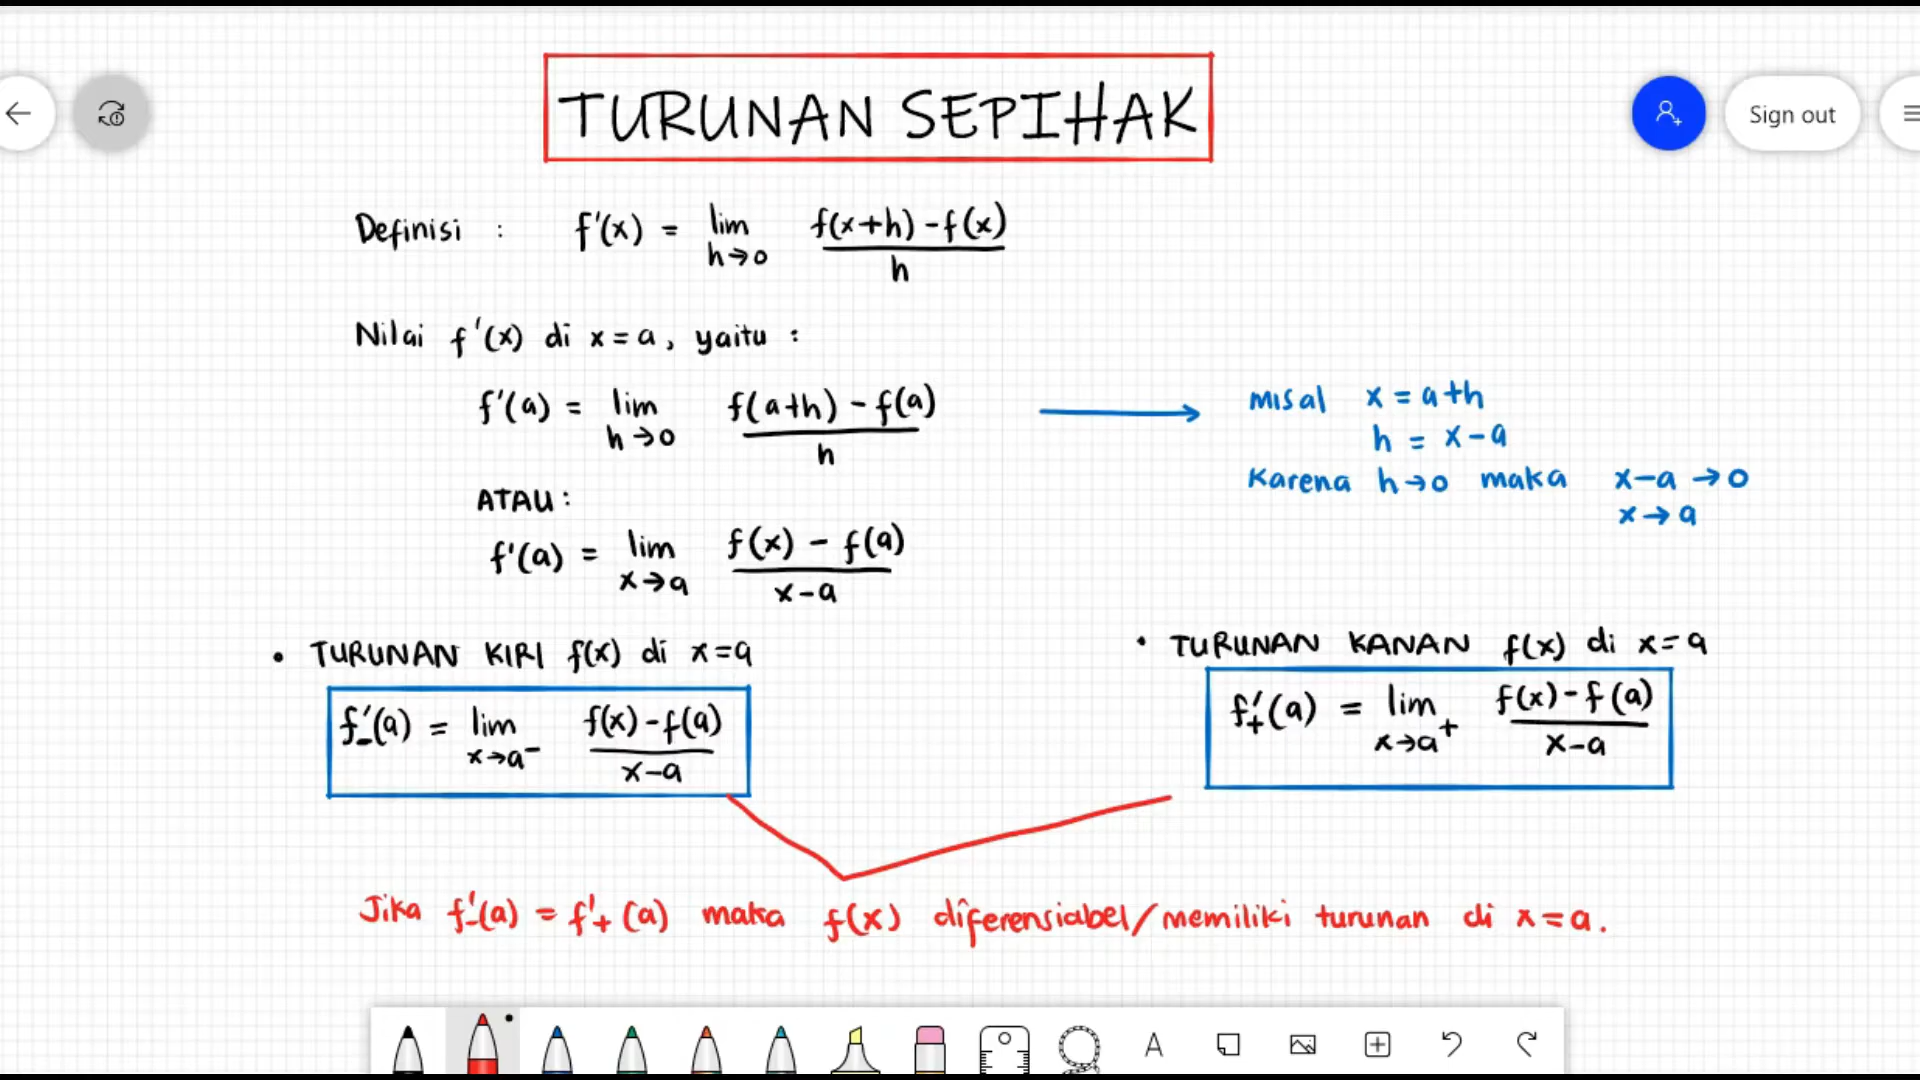 TURUNAN SEPIHAK
Sign out
Definisi : f'(x) = lim h→0 f(x+h) - f(x) / h
Nilai f'(x) di x = a, yaitu :
f'(a) = lim h→0 f(a+h) - f(a) / h
misal x = a+h
h = x-a
Karena h→0 maka x-a →0
x→a
ATAU :
f'(a) = lim x→a f(x) - f(a) / x-a
• TURUNAN KIRI f(x) di x=a
f'₋(a) = lim x→a⁻ f(x)-f(a) / x-a
• TURUNAN KANAN f(x) di x=a
f'₊(a) = lim x→a⁺ f(x)-f(a) / x-a
Jika f'₋(a) = f'₊(a) maka f(x) diferensiabel/memiliki turunan di x=a.
A